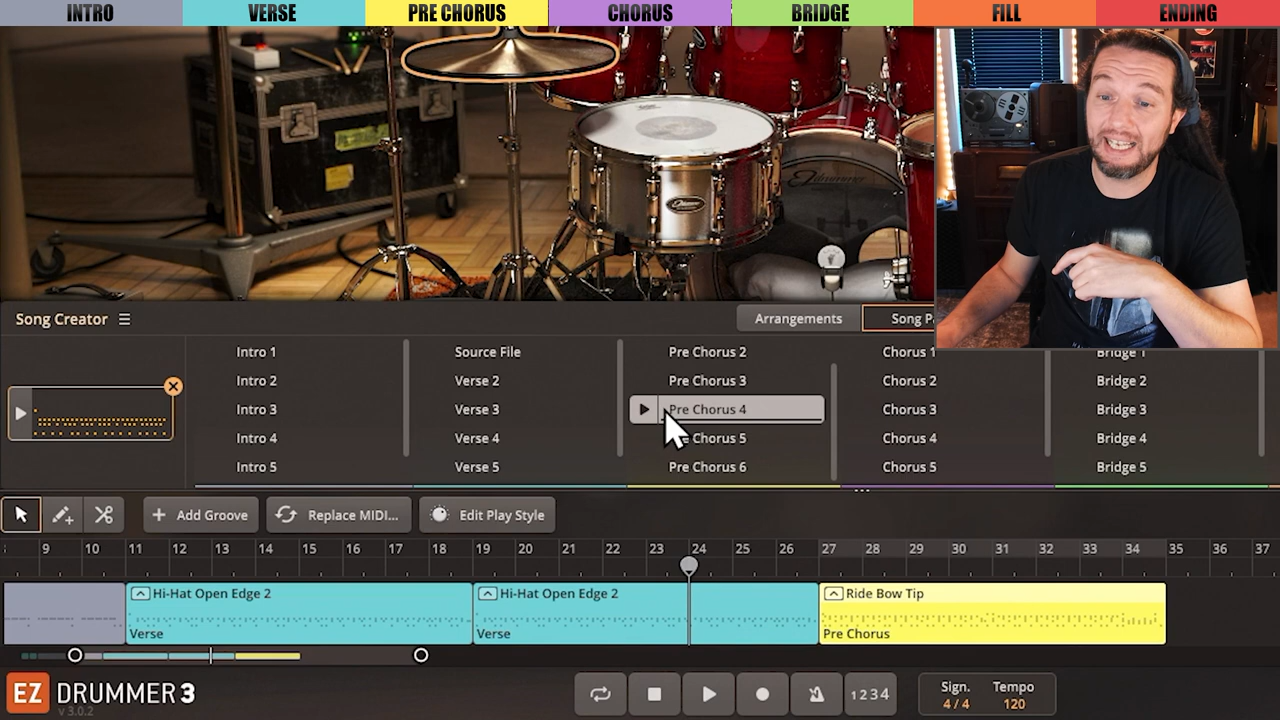 INTRO
VERSE
PRE CHORUS
CHORUS
BRIDGE
FILL
ENDING
Song Creator
Arrangements
Song Pa
Intro 1
Intro 2
Intro 3
Intro 4
Intro 5
Source File
Verse 2
Verse 3
Verse 4
Verse 5
Pre Chorus 2
Pre Chorus 3
Pre Chorus 4
Chorus 5
Pre Chorus 6
Chorus 1
Chorus 2
Chorus 3
Chorus 4
Chorus 5
Bridge 1
Bridge 2
Bridge 3
Bridge 4
Bridge 5
+ Add Groove
Replace MIDI...
Edit Play Style
9 10 11 12 13 14 15 16 17 18 19 20 21 22 23 24 25 26 27 28 29 30 31 32 33 34 35 36 37
Hi-Hat Open Edge 2
Verse
Hi-Hat Open Edge 2
Verse
Ride Bow Tip
Pre Chorus
EZ DRUMMER 3
v 3.0.2
1 2 3 4
Sign.
4 / 4
Tempo
120